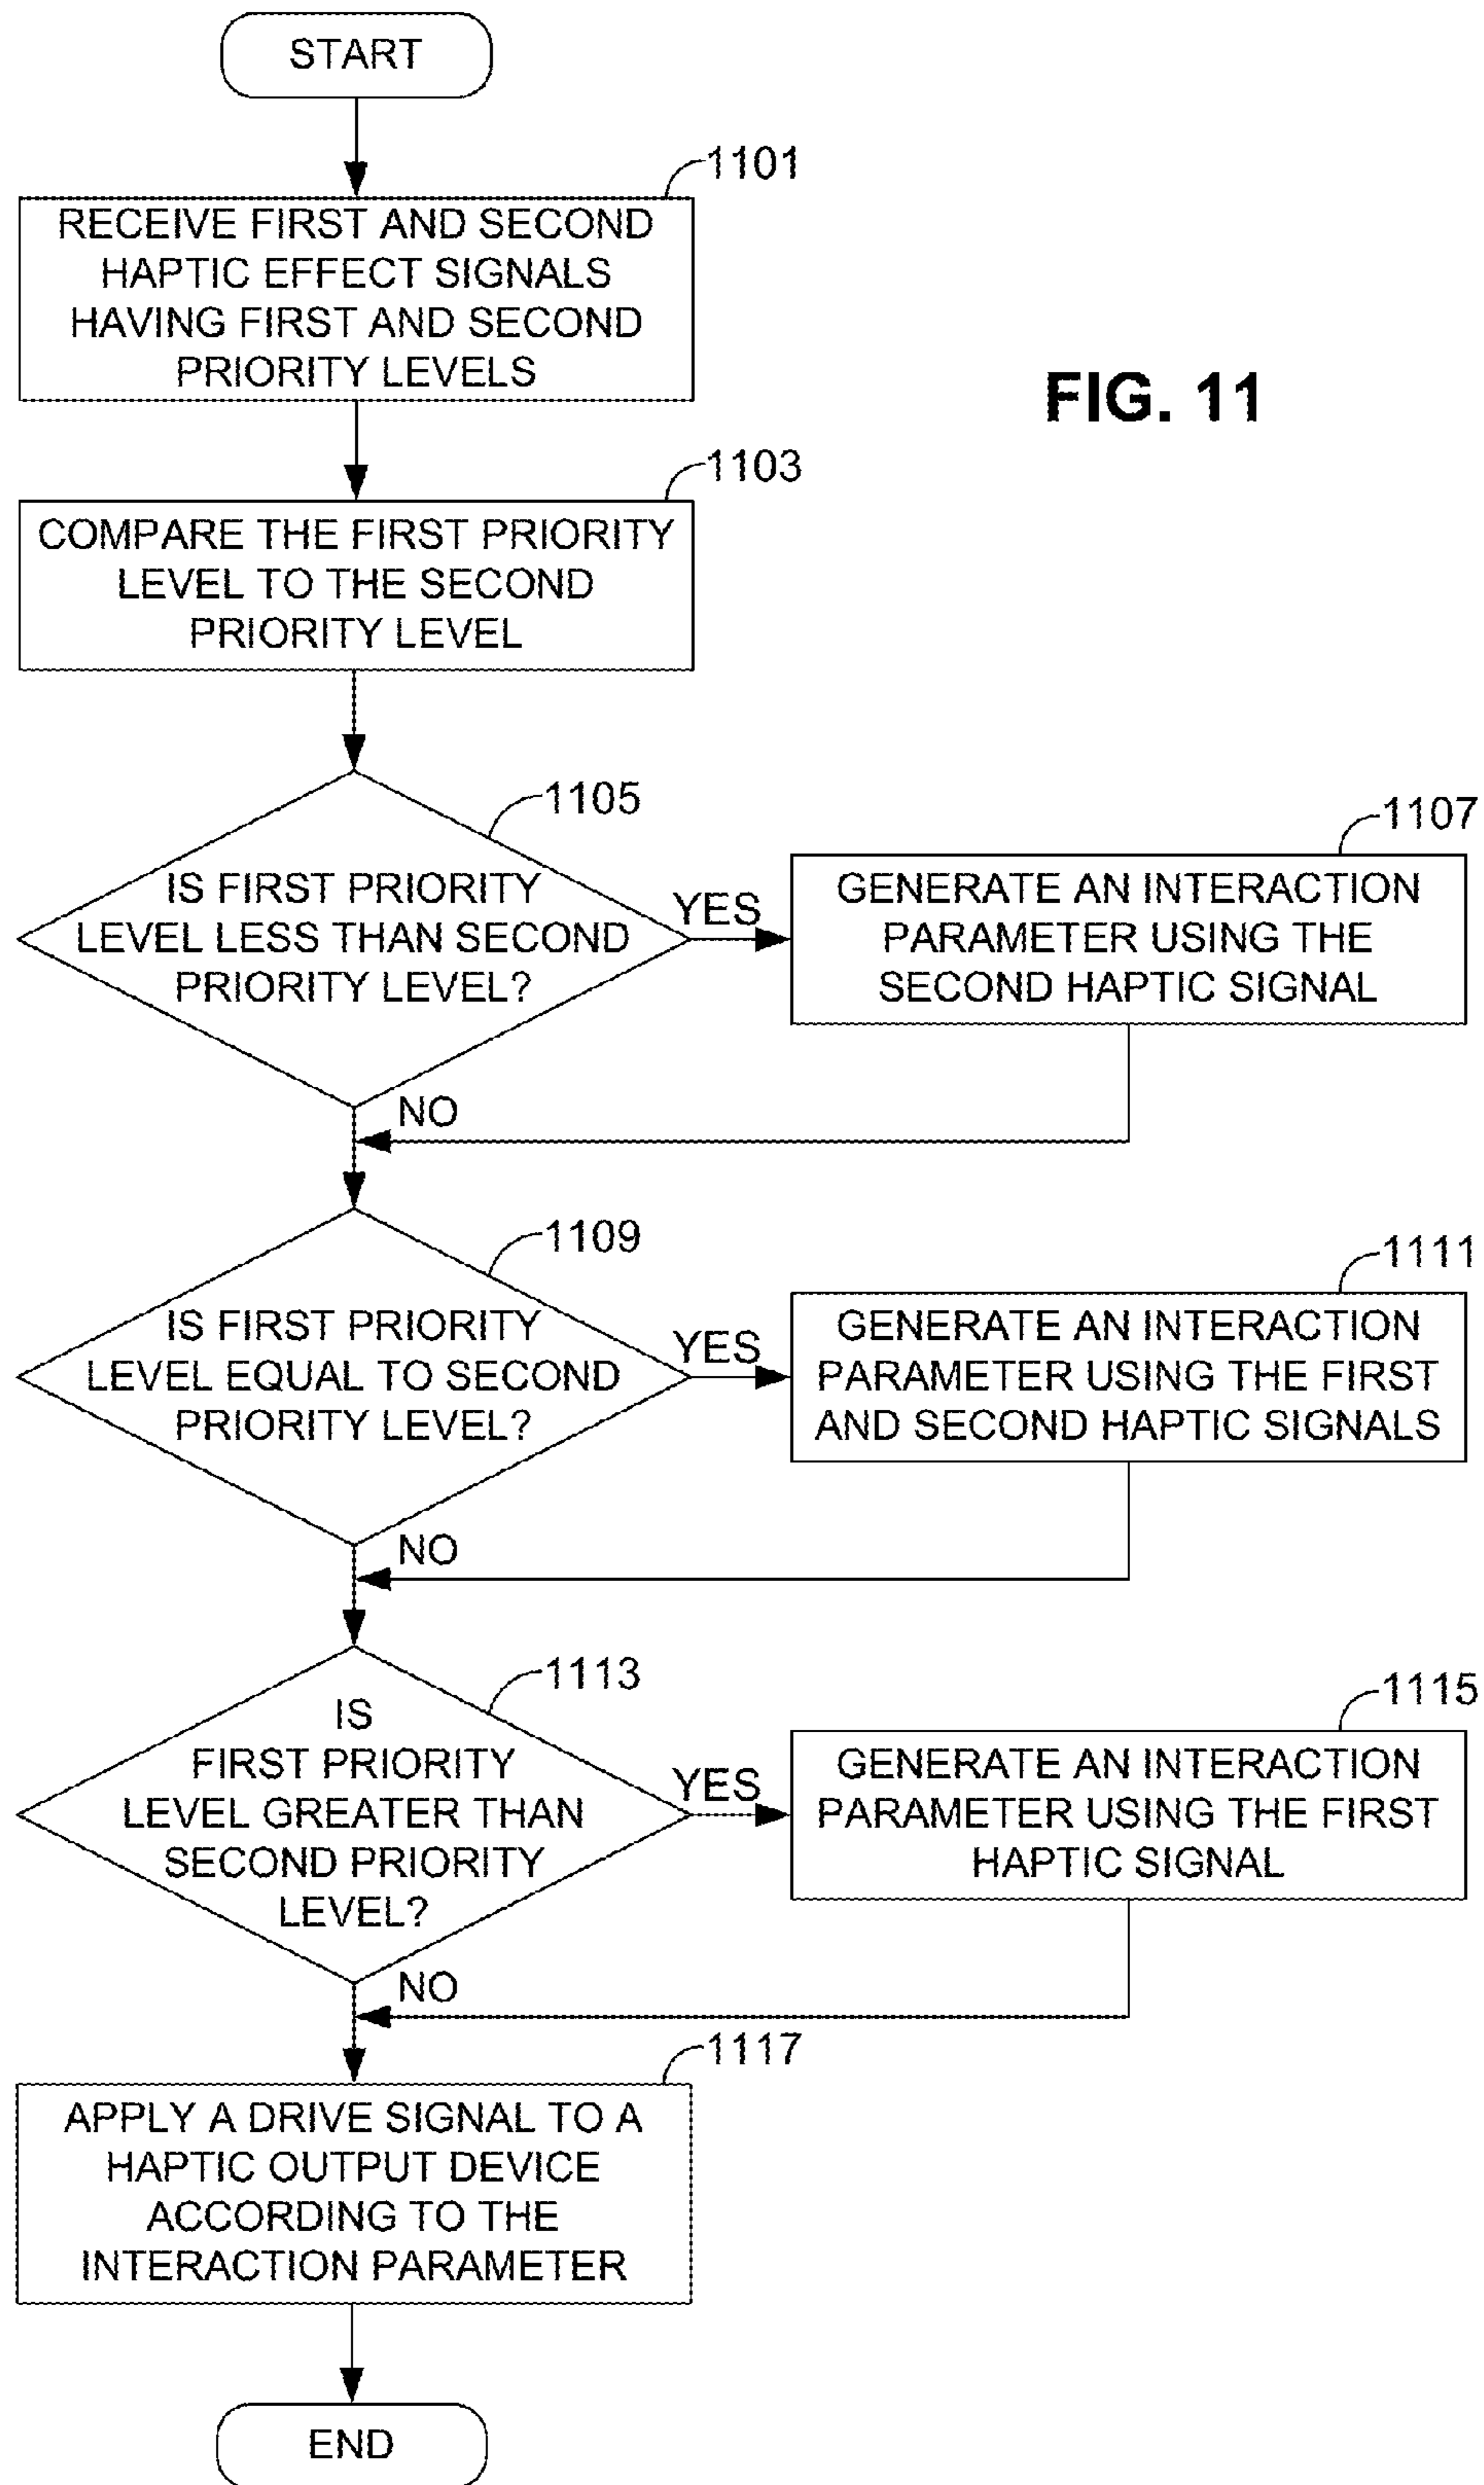 START
1101
RECEIVE FIRST AND SECOND
HAPTIC EFFECT SIGNALS
HAVING FIRST AND SECOND
PRIORITY LEVELS
FIG. 11
1103
COMPARE THE FIRST PRIORITY
LEVEL TO THE SECOND
PRIORITY LEVEL
1105
IS FIRST PRIORITY
LEVEL LESS THAN SECOND
PRIORITY LEVEL?
YES
1107
GENERATE AN INTERACTION
PARAMETER USING THE
SECOND HAPTIC SIGNAL
NO
1109
IS FIRST PRIORITY
LEVEL EQUAL TO SECOND
PRIORITY LEVEL?
YES
1111
GENERATE AN INTERACTION
PARAMETER USING THE FIRST
AND SECOND HAPTIC SIGNALS
NO
1113
IS
FIRST PRIORITY
LEVEL GREATER THAN
SECOND PRIORITY
LEVEL?
YES
1115
GENERATE AN INTERACTION
PARAMETER USING THE FIRST
HAPTIC SIGNAL
NO
1117
APPLY A DRIVE SIGNAL TO A
HAPTIC OUTPUT DEVICE
ACCORDING TO THE
INTERACTION PARAMETER
END